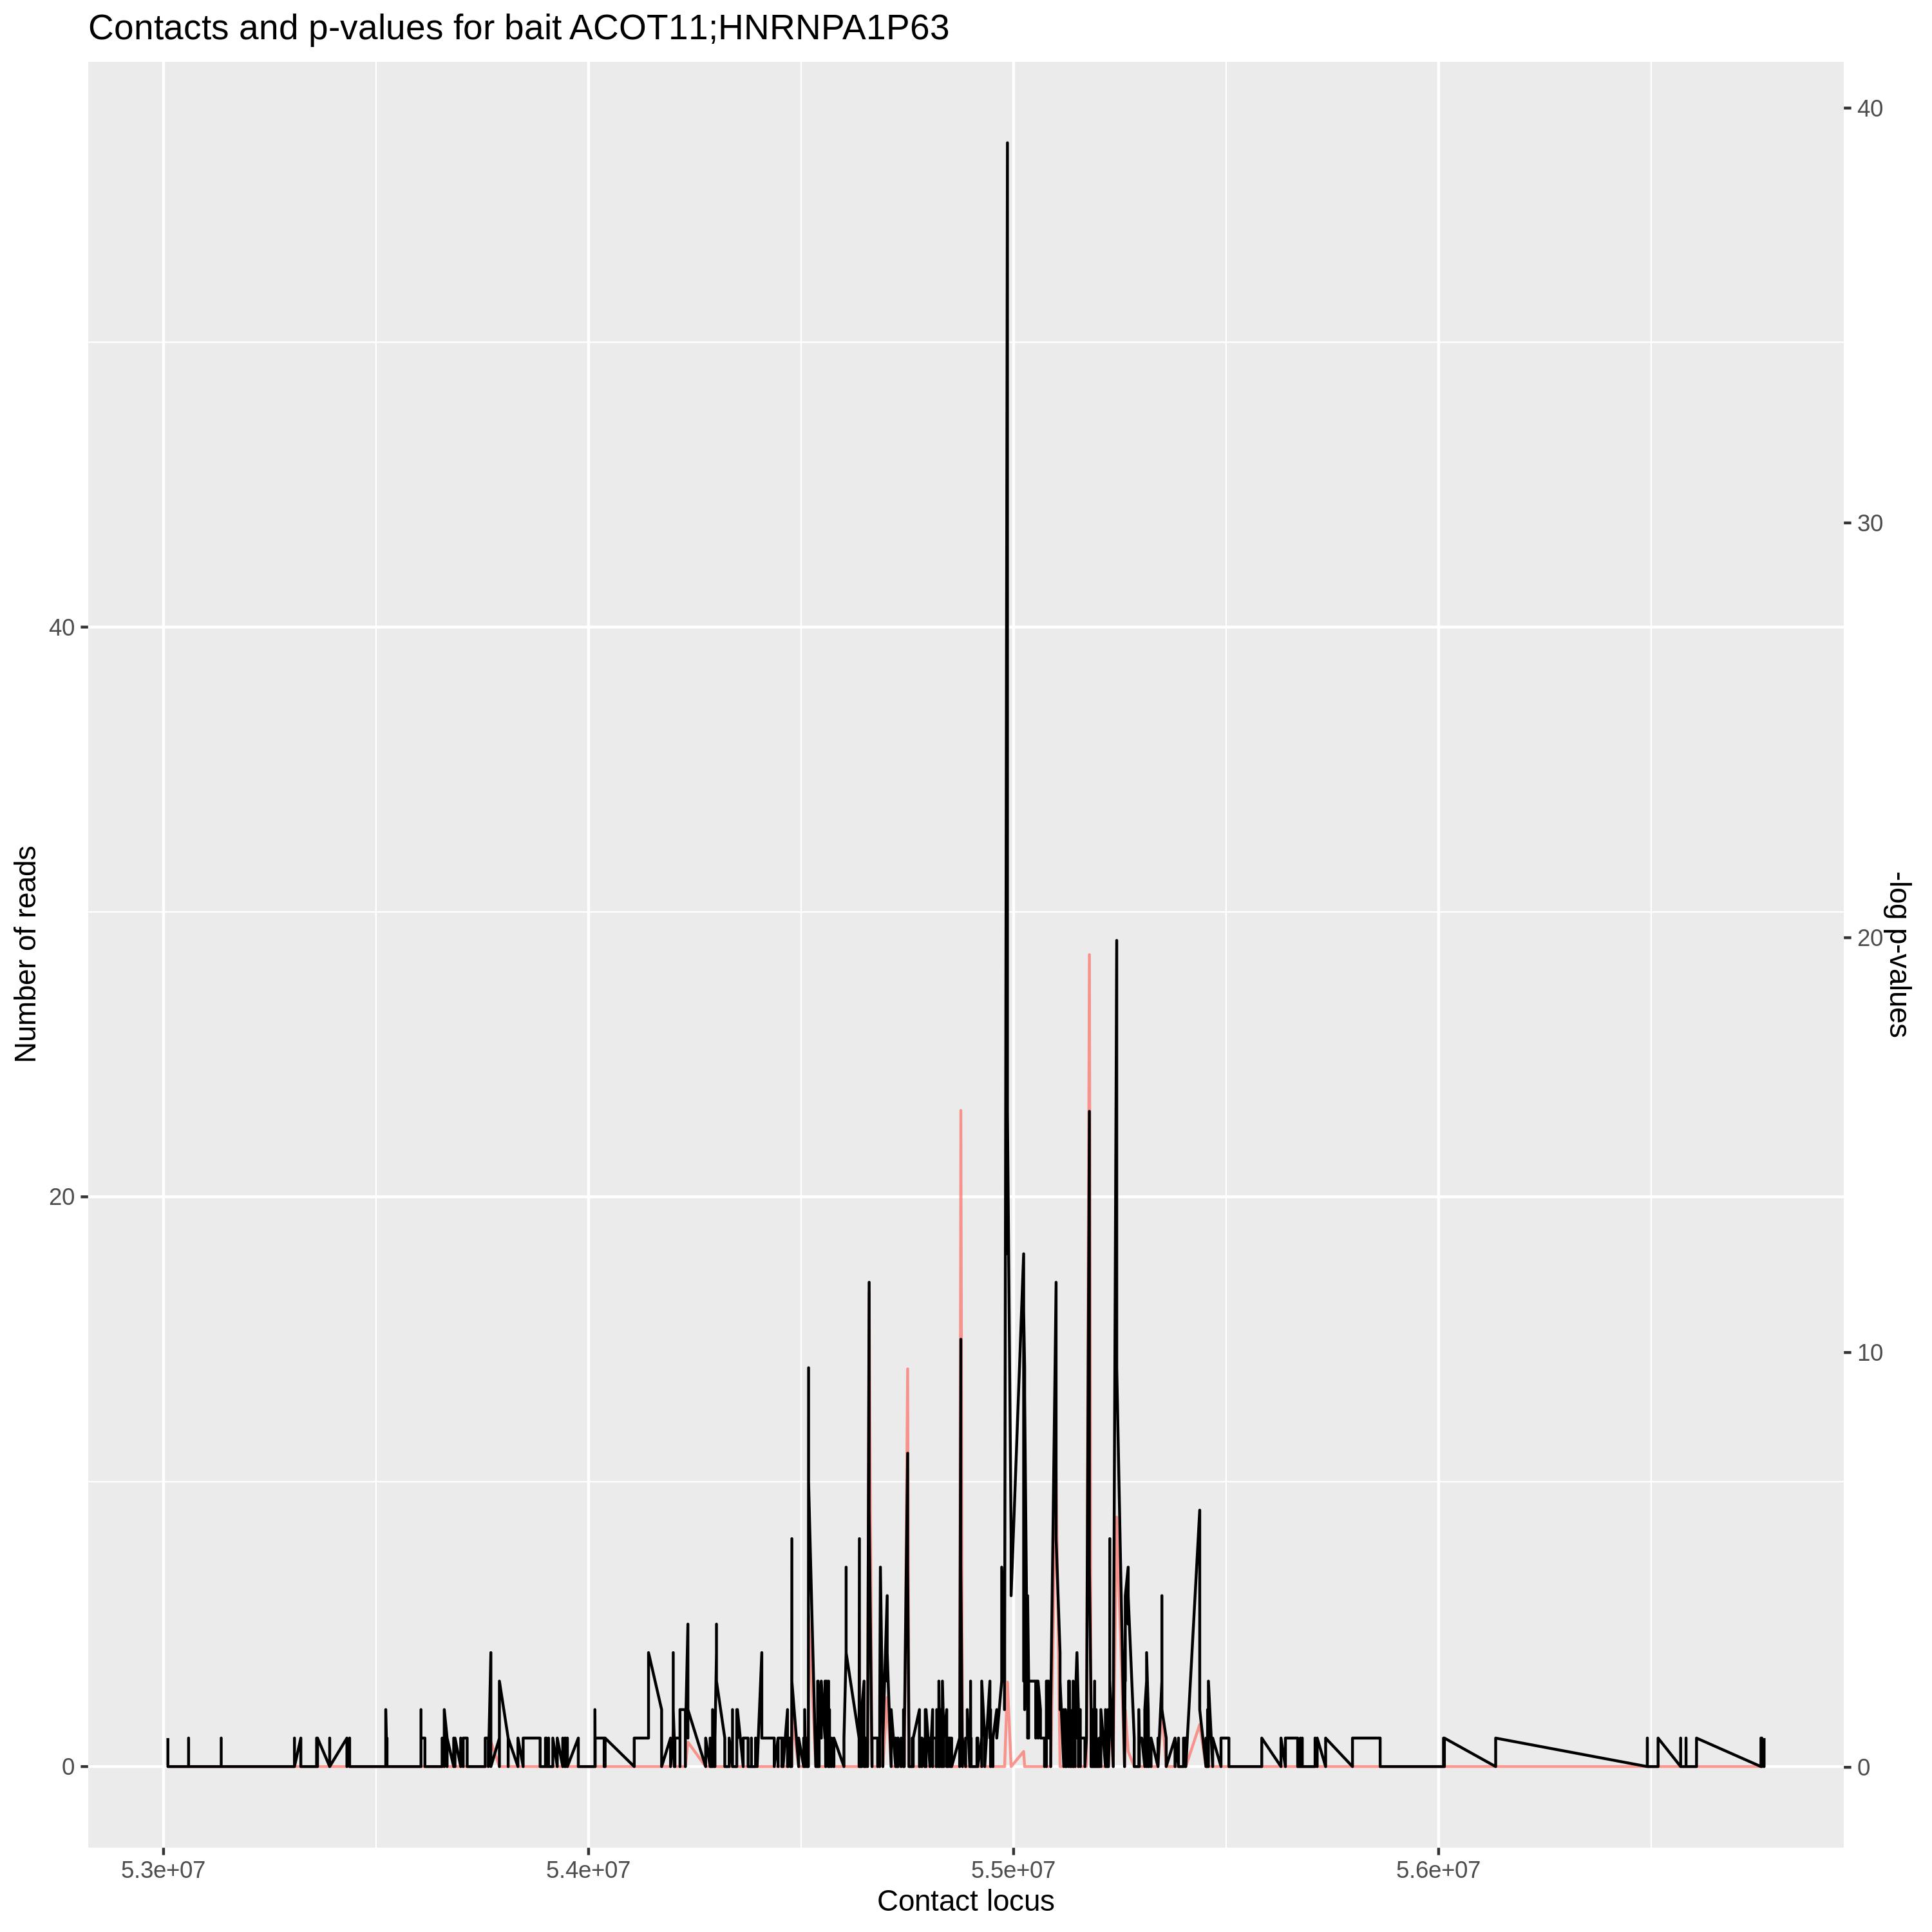 Contacts and p-values for bait ACOT11;HNRNPA1P63
40
30
40
Number of reads
-log p-values
20
20
10
0
0
5.3e+07
5.4e+07
5.5e+07
5.6e+07
Contact locus